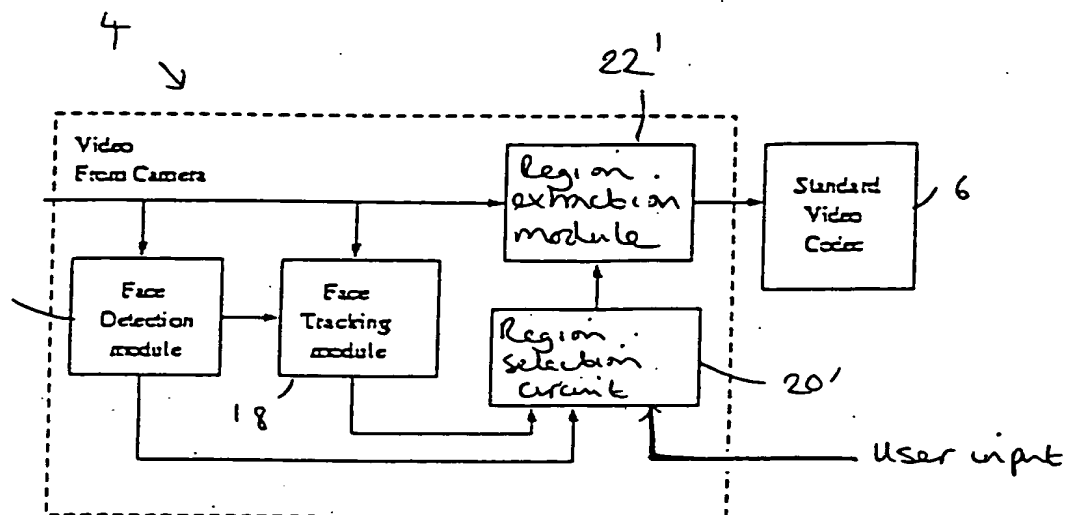 4
22'
Video
From Camera
Region
extraction
module
Standard
Video
Codec
6
Face
Detection
module
Face
Tracking
module
Region
selection
circuit
18
20'
User input